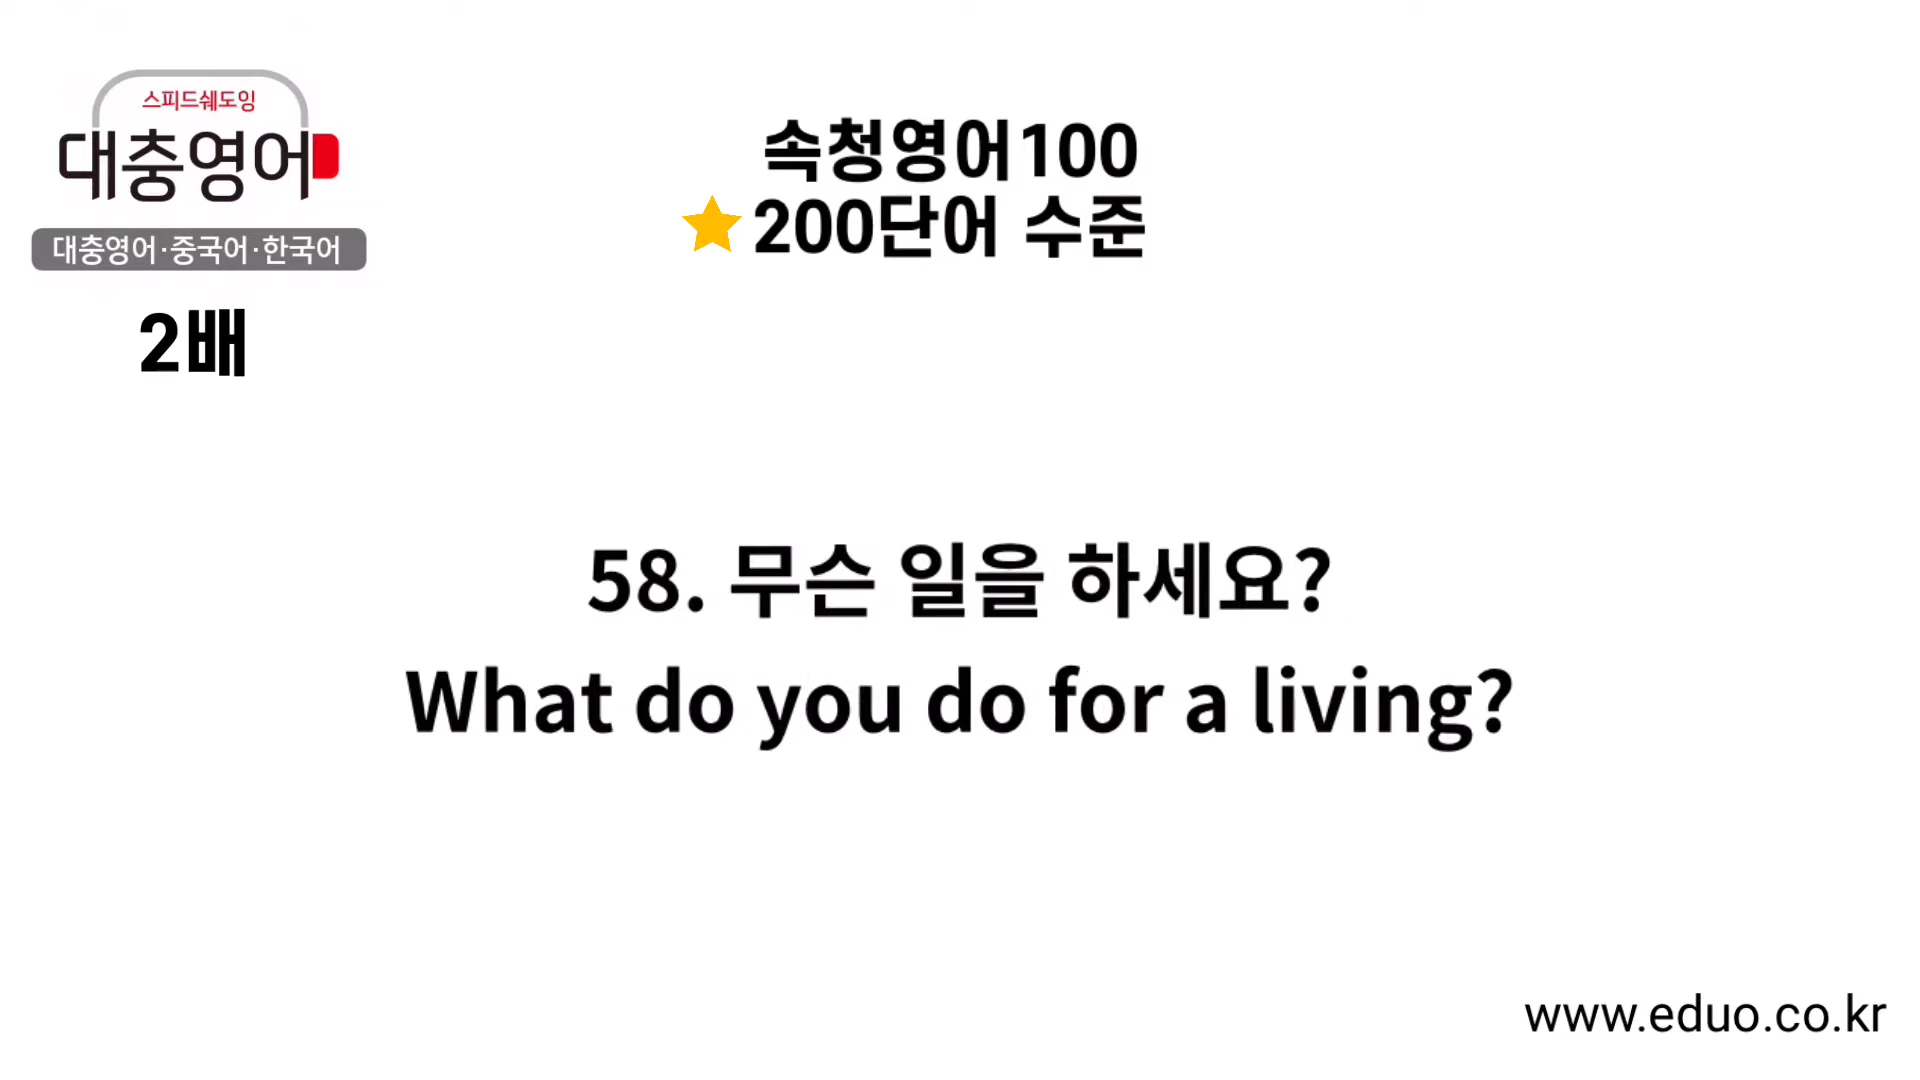 스피드쉐도잉
대충영어
대충영어·중국어·한국어
2배
속청영어100
200단어 수준
58. 무슨 일을 하세요?
What do you do for a living?
www.eduo.co.kr